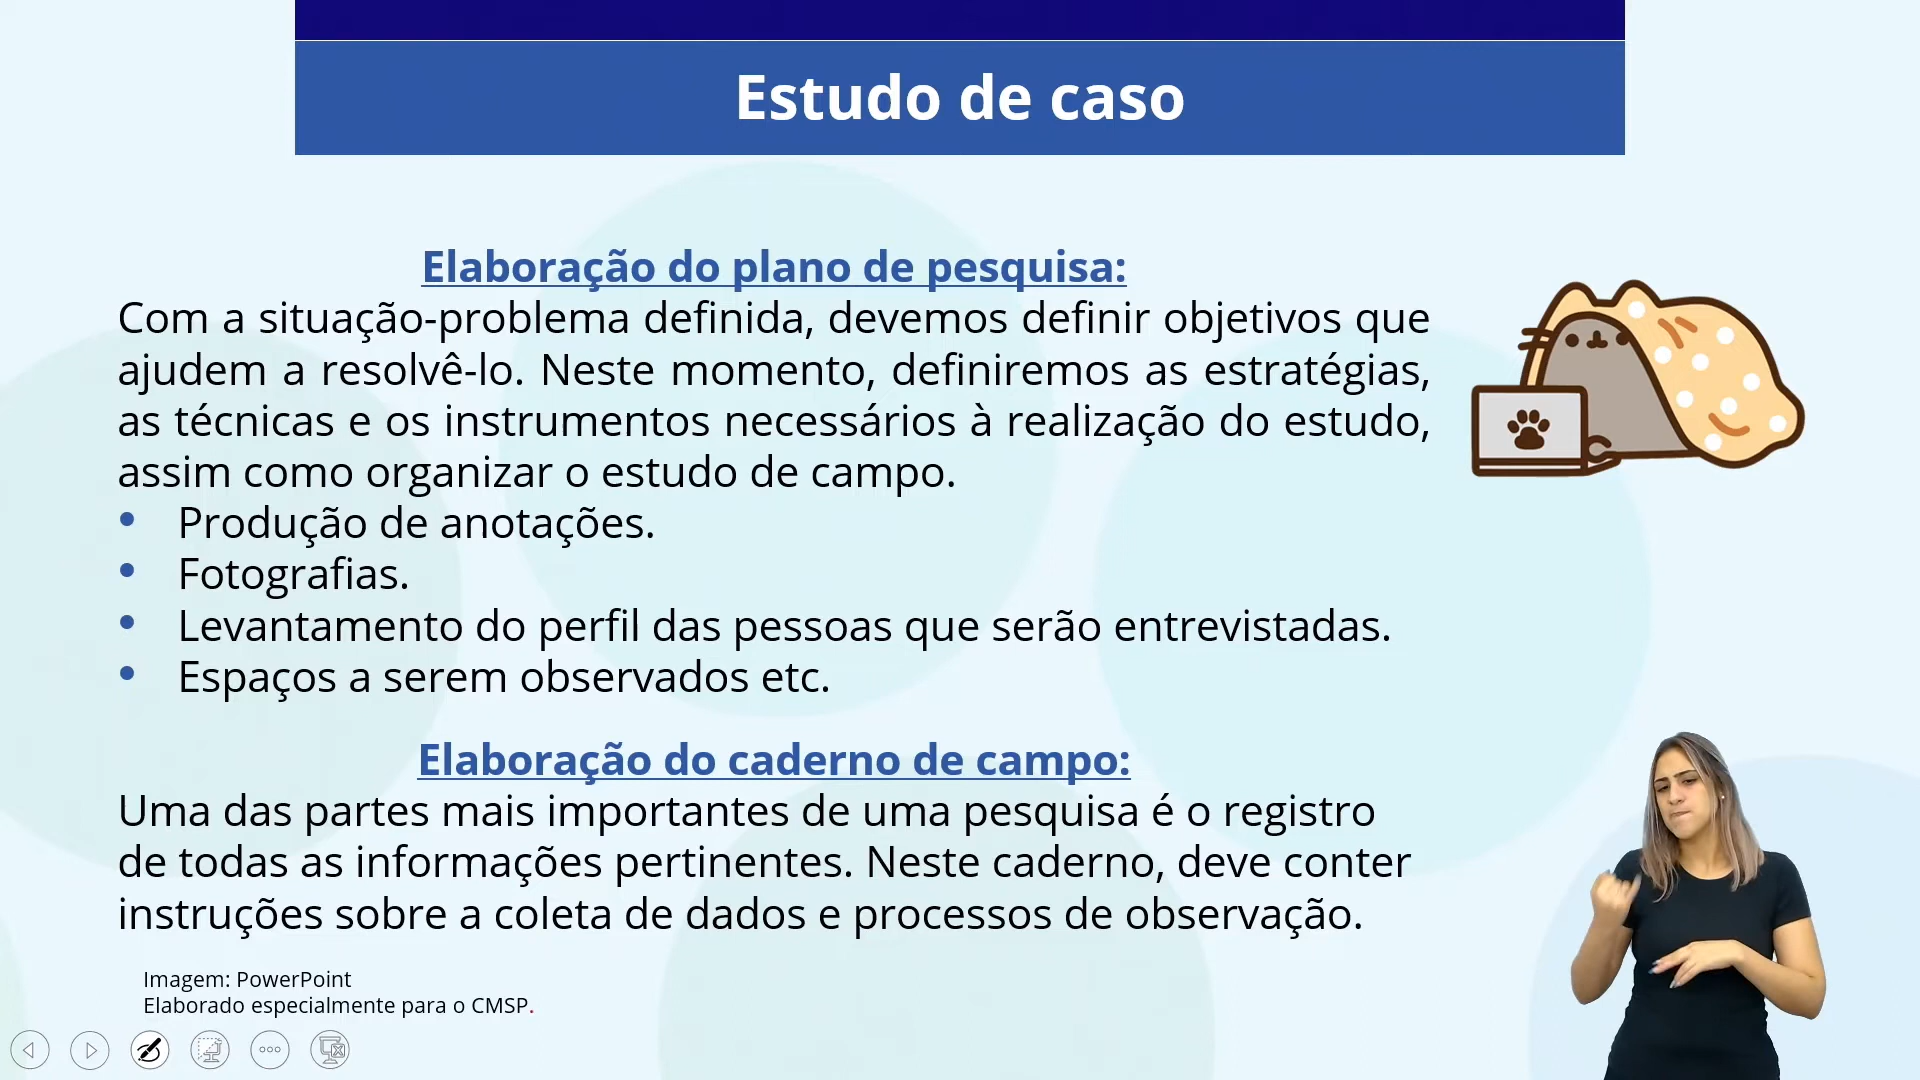 Estudo de caso
Elaboração do plano de pesquisa:
Com a situação-problema definida, devemos definir objetivos que
ajudem a resolvê-lo. Neste momento, definiremos as estratégias,
as técnicas e os instrumentos necessários à realização do estudo,
assim como organizar o estudo de campo.
• Produção de anotações.
• Fotografias.
• Levantamento do perfil das pessoas que serão entrevistadas.
• Espaços a serem observados etc.
Elaboração do caderno de campo:
Uma das partes mais importantes de uma pesquisa é o registro
de todas as informações pertinentes. Neste caderno, deve conter
instruções sobre a coleta de dados e processos de observação.
Imagem: PowerPoint
Elaborado especialmente para o CMSP.